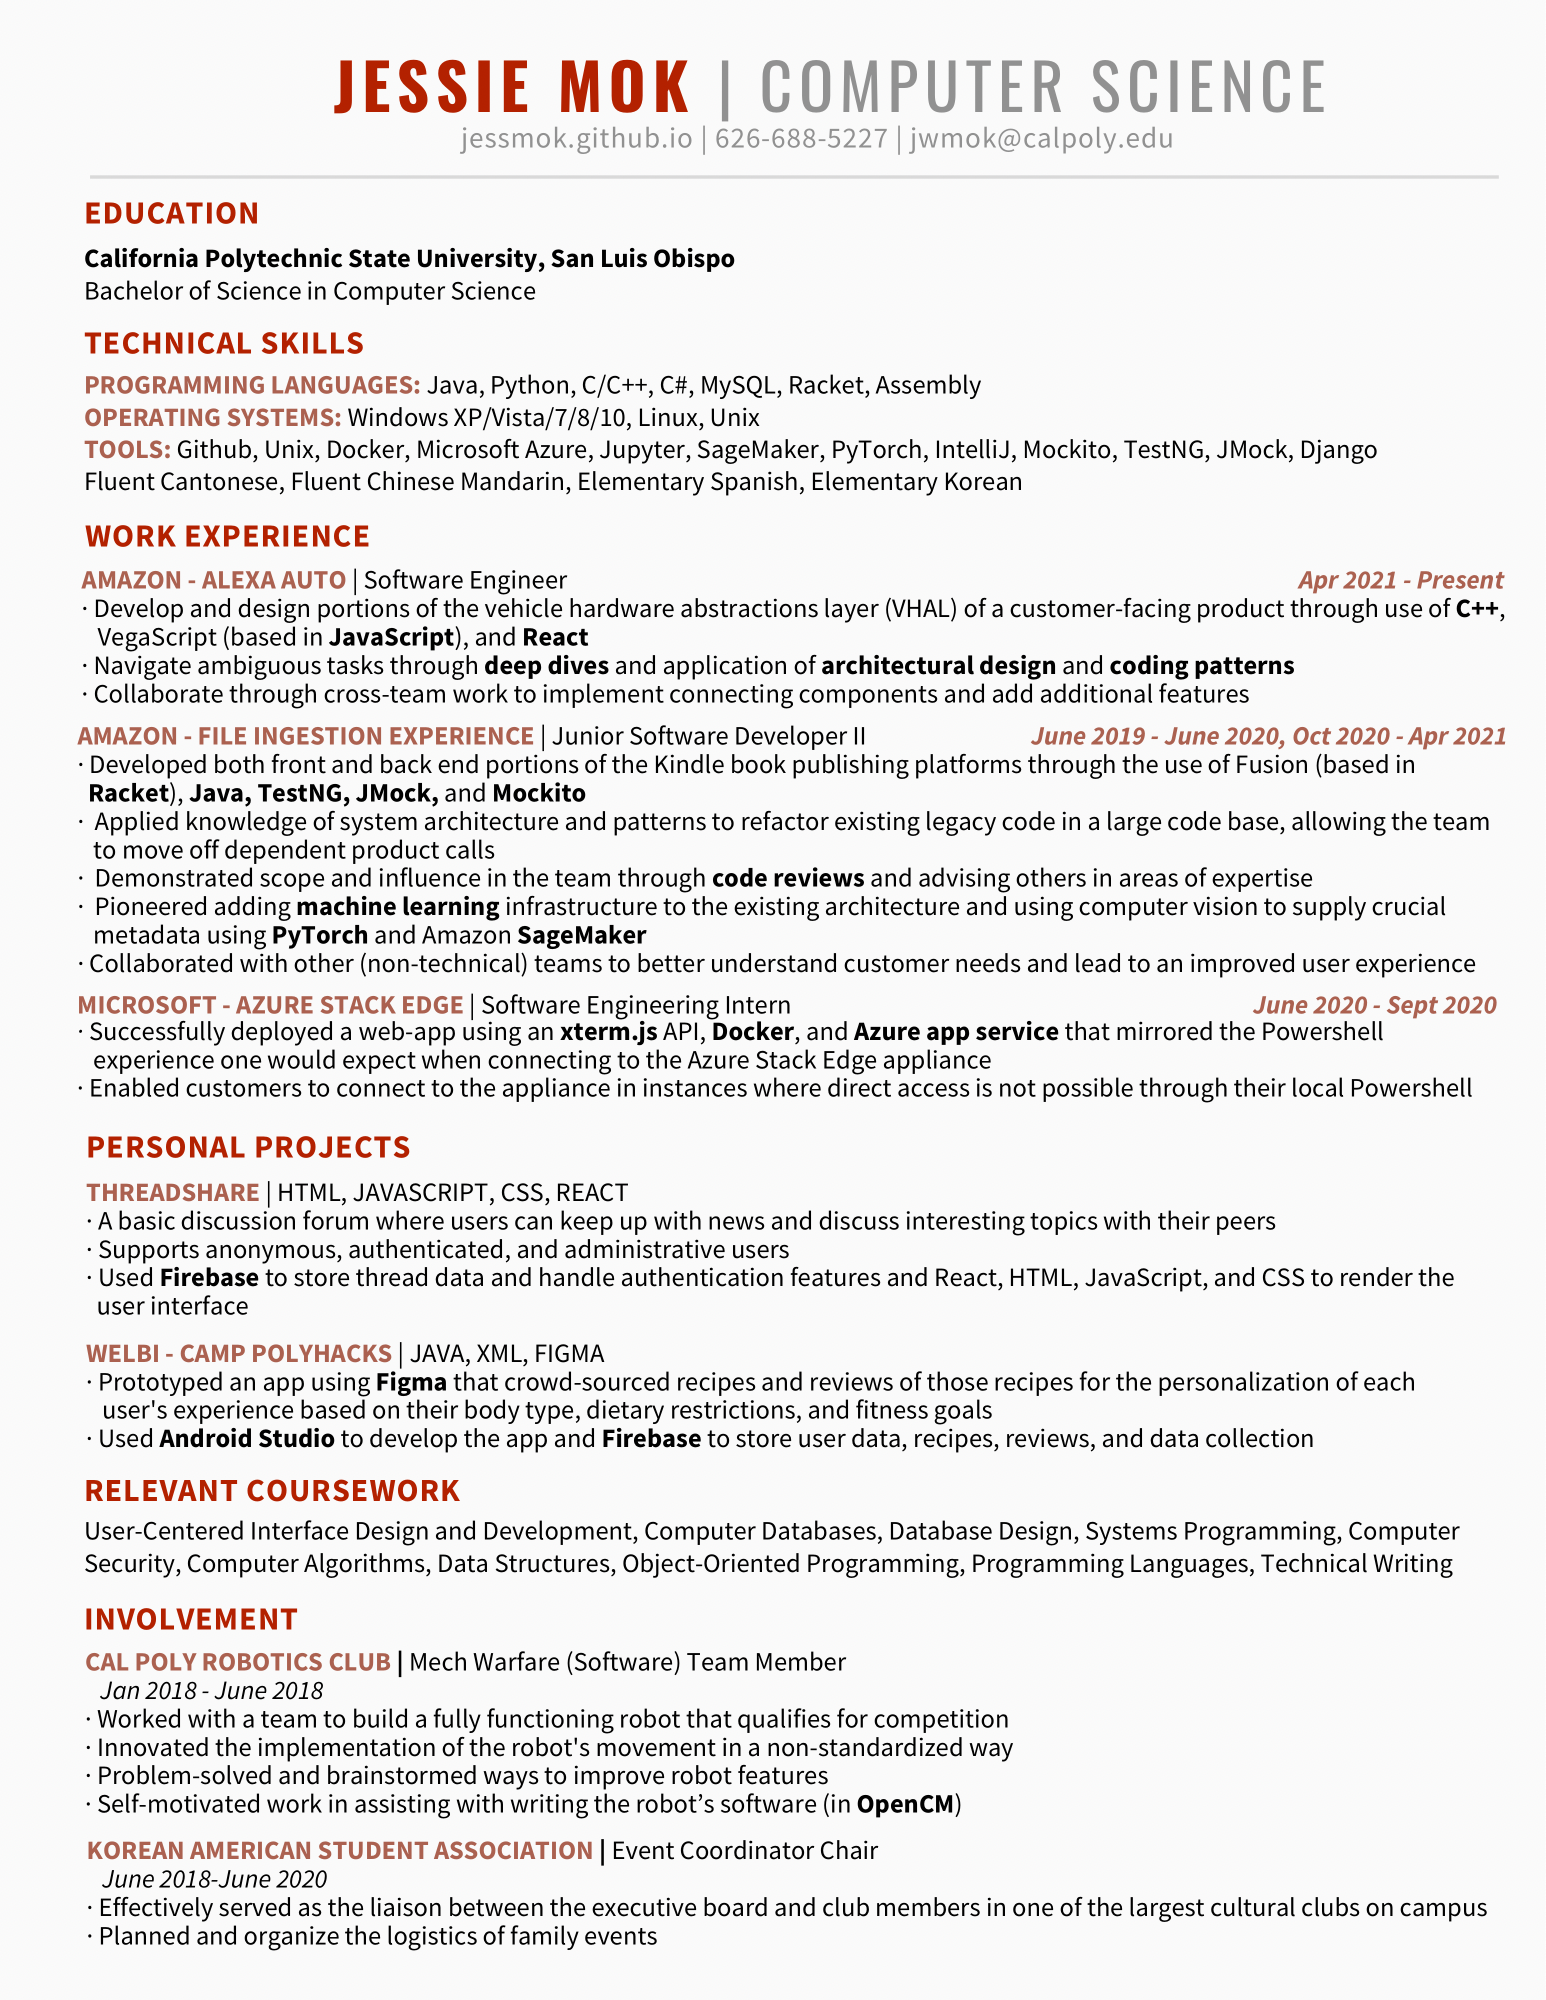 JESSIE MOK | COMPUTER SCIENCE
jessmok.github.io | 626-688-5227 | jwmok@calpoly.edu
EDUCATION
California Polytechnic State University, San Luis Obispo
Bachelor of Science in Computer Science
TECHNICAL SKILLS
PROGRAMMING LANGUAGES: Java, Python, C/C++, C#, MySQL, Racket, Assembly
OPERATING SYSTEMS: Windows XP/Vista/7/8/10, Linux, Unix
TOOLS: Github, Unix, Docker, Microsoft Azure, Jupyter, SageMaker, PyTorch, IntelliJ, Mockito, TestNG, JMock, Django
Fluent Cantonese, Fluent Chinese Mandarin, Elementary Spanish, Elementary Korean
WORK EXPERIENCE
AMAZON - ALEXA AUTO | Software Engineer Apr 2021 - Present
· Develop and design portions of the vehicle hardware abstractions layer (VHAL) of a customer-facing product through use of C++,
VegaScript (based in JavaScript), and React
· Navigate ambiguous tasks through deep dives and application of architectural design and coding patterns
· Collaborate through cross-team work to implement connecting components and add additional features
AMAZON - FILE INGESTION EXPERIENCE | Junior Software Developer II June 2019 - June 2020, Oct 2020 - Apr 2021
· Developed both front and back end portions of the Kindle book publishing platforms through the use of Fusion (based in
Racket), Java, TestNG, JMock, and Mockito
· Applied knowledge of system architecture and patterns to refactor existing legacy code in a large code base, allowing the team
to move off dependent product calls
· Demonstrated scope and influence in the team through code reviews and advising others in areas of expertise
· Pioneered adding machine learning infrastructure to the existing architecture and using computer vision to supply crucial
metadata using PyTorch and Amazon SageMaker
· Collaborated with other (non-technical) teams to better understand customer needs and lead to an improved user experience
MICROSOFT - AZURE STACK EDGE | Software Engineering Intern June 2020 - Sept 2020
· Successfully deployed a web-app using an xterm.js API, Docker, and Azure app service that mirrored the Powershell
experience one would expect when connecting to the Azure Stack Edge appliance
· Enabled customers to connect to the appliance in instances where direct access is not possible through their local Powershell
PERSONAL PROJECTS
THREADSHARE | HTML, JAVASCRIPT, CSS, REACT
· A basic discussion forum where users can keep up with news and discuss interesting topics with their peers
· Supports anonymous, authenticated, and administrative users
· Used Firebase to store thread data and handle authentication features and React, HTML, JavaScript, and CSS to render the
user interface
WELBI - CAMP POLYHACKS | JAVA, XML, FIGMA
· Prototyped an app using Figma that crowd-sourced recipes and reviews of those recipes for the personalization of each
user's experience based on their body type, dietary restrictions, and fitness goals
· Used Android Studio to develop the app and Firebase to store user data, recipes, reviews, and data collection
RELEVANT COURSEWORK
User-Centered Interface Design and Development, Computer Databases, Database Design, Systems Programming, Computer
Security, Computer Algorithms, Data Structures, Object-Oriented Programming, Programming Languages, Technical Writing
INVOLVEMENT
CAL POLY ROBOTICS CLUB | Mech Warfare (Software) Team Member
Jan 2018 - June 2018
· Worked with a team to build a fully functioning robot that qualifies for competition
· Innovated the implementation of the robot's movement in a non-standardized way
· Problem-solved and brainstormed ways to improve robot features
· Self-motivated work in assisting with writing the robot’s software (in OpenCM)
KOREAN AMERICAN STUDENT ASSOCIATION | Event Coordinator Chair
June 2018-June 2020
· Effectively served as the liaison between the executive board and club members in one of the largest cultural clubs on campus
· Planned and organize the logistics of family events